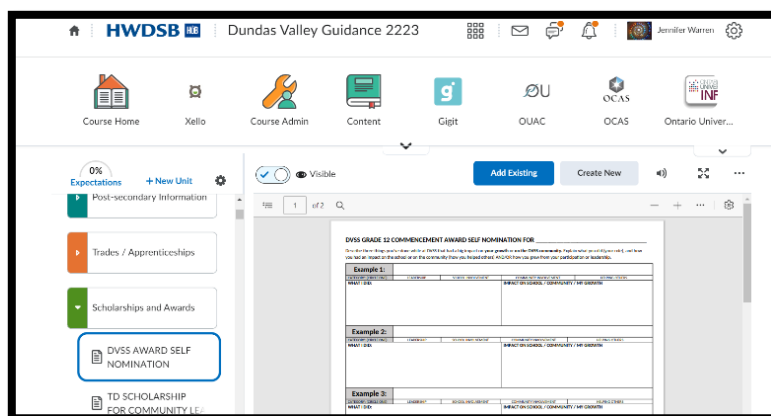 HWDSB HUB
Dundas Valley Guidance 2223
Jennifer Warren
Course Home
Xello
Course Admin
Content
Gigit
OUAC
OCAS
Ontario Univer...
0%
Expectations
+ New Unit
Visible
Add Existing
Create New
Post-secondary Information
1 of 2
Trades / Apprenticeships
Scholarships and Awards
DVSS AWARD SELF
NOMINATION
TD SCHOLARSHIP
FOR COMMUNITY LEA
DVSS GRADE 12 COMMENCEMENT AWARD SELF NOMINATION FOR
Example 1:
WHAT I DID:
IMPACT ON SCHOOL / COMMUNITY / MY GROWTH
Example 2:
WHAT I DID:
IMPACT ON SCHOOL / COMMUNITY / MY GROWTH
Example 3:
WHAT I DID:
IMPACT ON SCHOOL / COMMUNITY / MY GROWTH